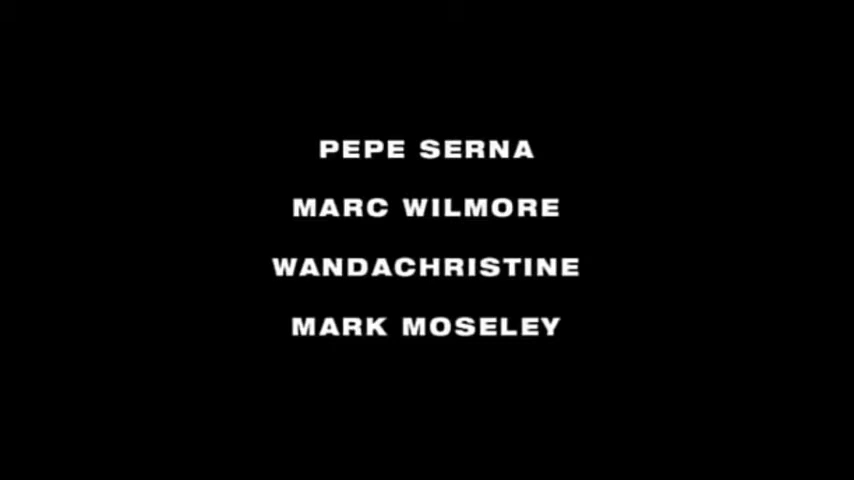 PEPE SERNA
MARC WILMORE
WANDACHRISTINE
MARK MOSELEY